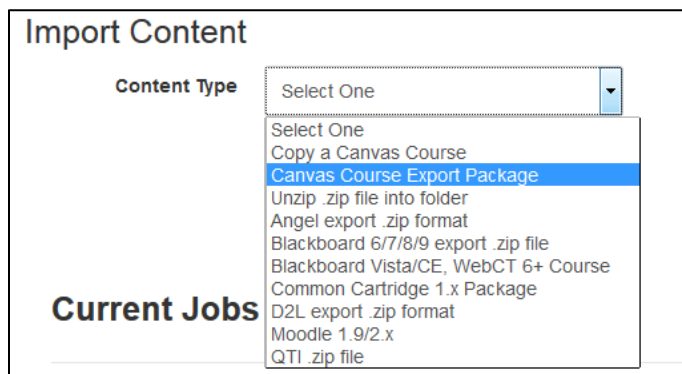 Import Content
Content Type
Select One
Select One
Copy a Canvas Course
Canvas Course Export Package
Unzip .zip file into folder
Angel export .zip format
Blackboard 6/7/8/9 export .zip file
Blackboard Vista/CE, WebCT 6+ Course
Common Cartridge 1.x Package
Current Jobs
D2L export .zip format
Moodle 1.9/2.x
QTI .zip file